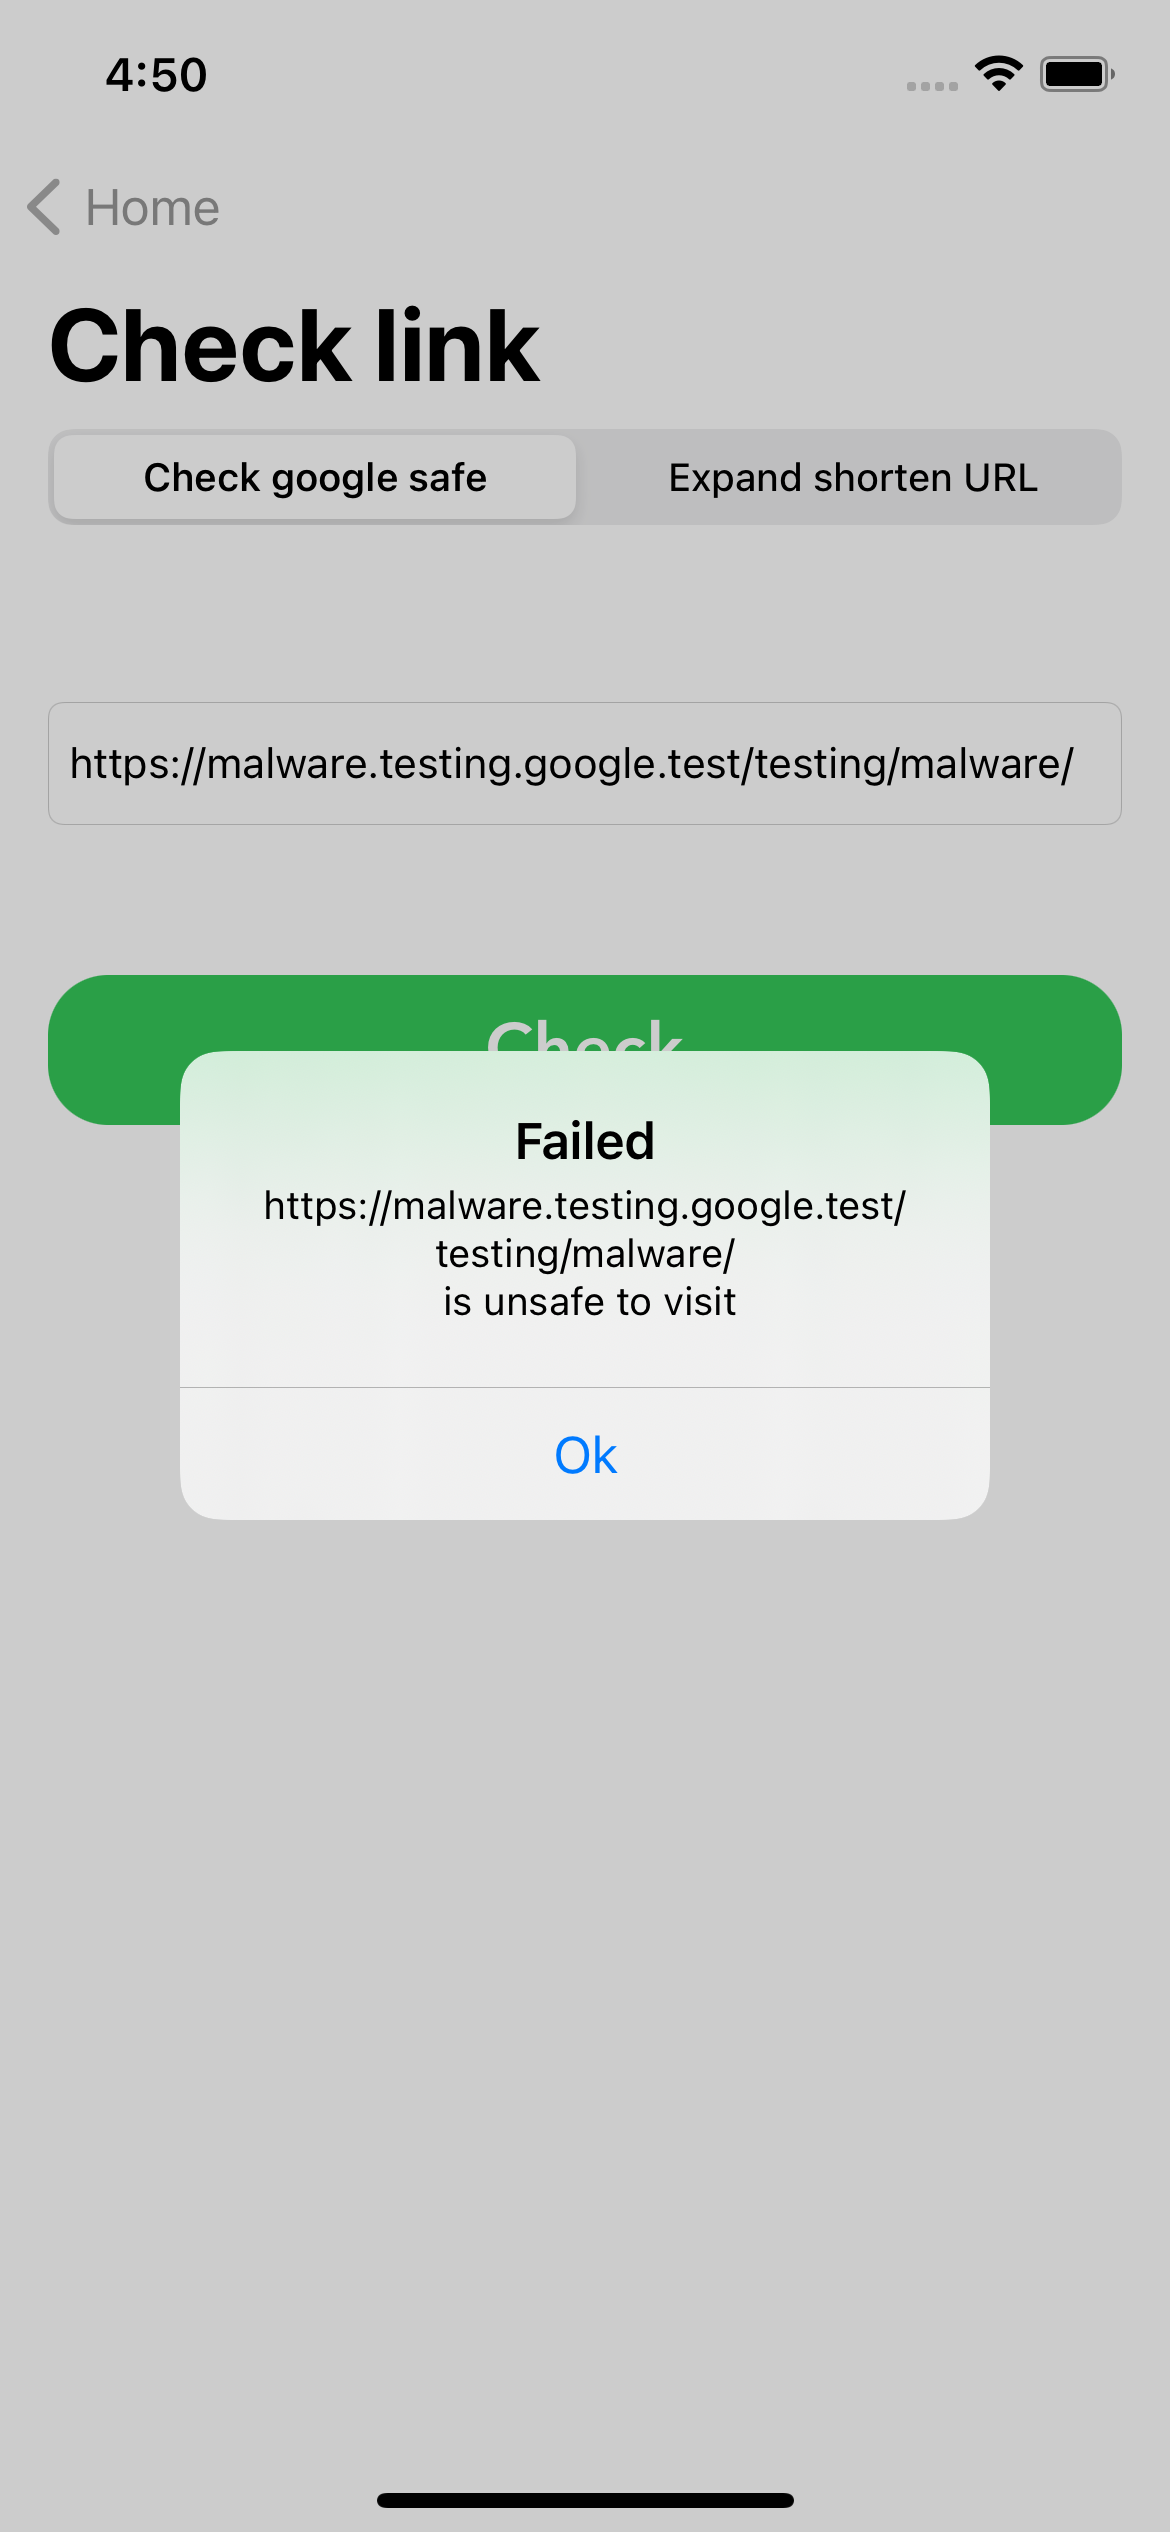 4:50
Home
Check link
Check google safe
Expand shorten URL
https://malware.testing.google.test/testing/malware/
Check
Failed
https://malware.testing.google.test/
testing/malware/
is unsafe to visit
Ok